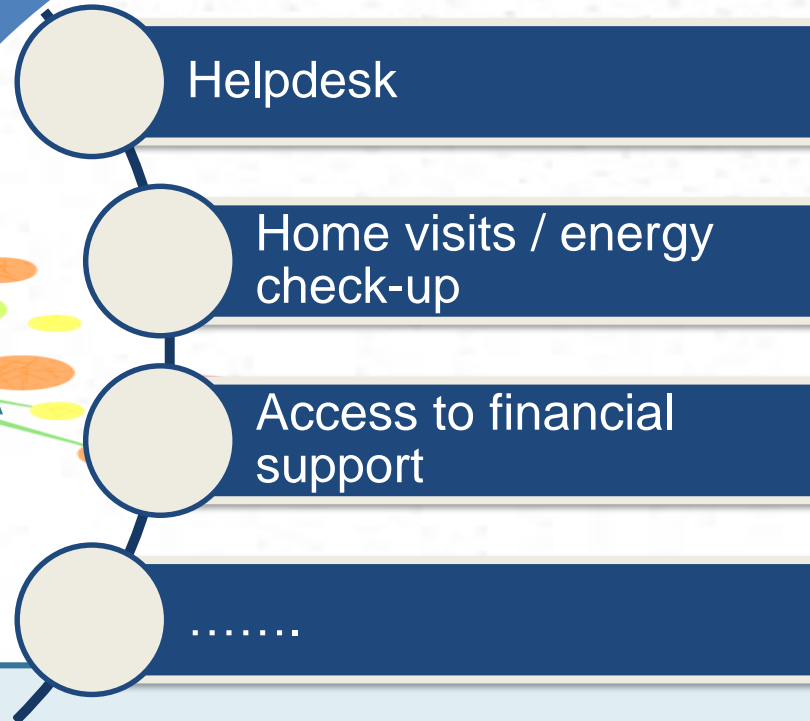 Helpdesk
Home visits / energy
check-up
Access to financial
support
…….